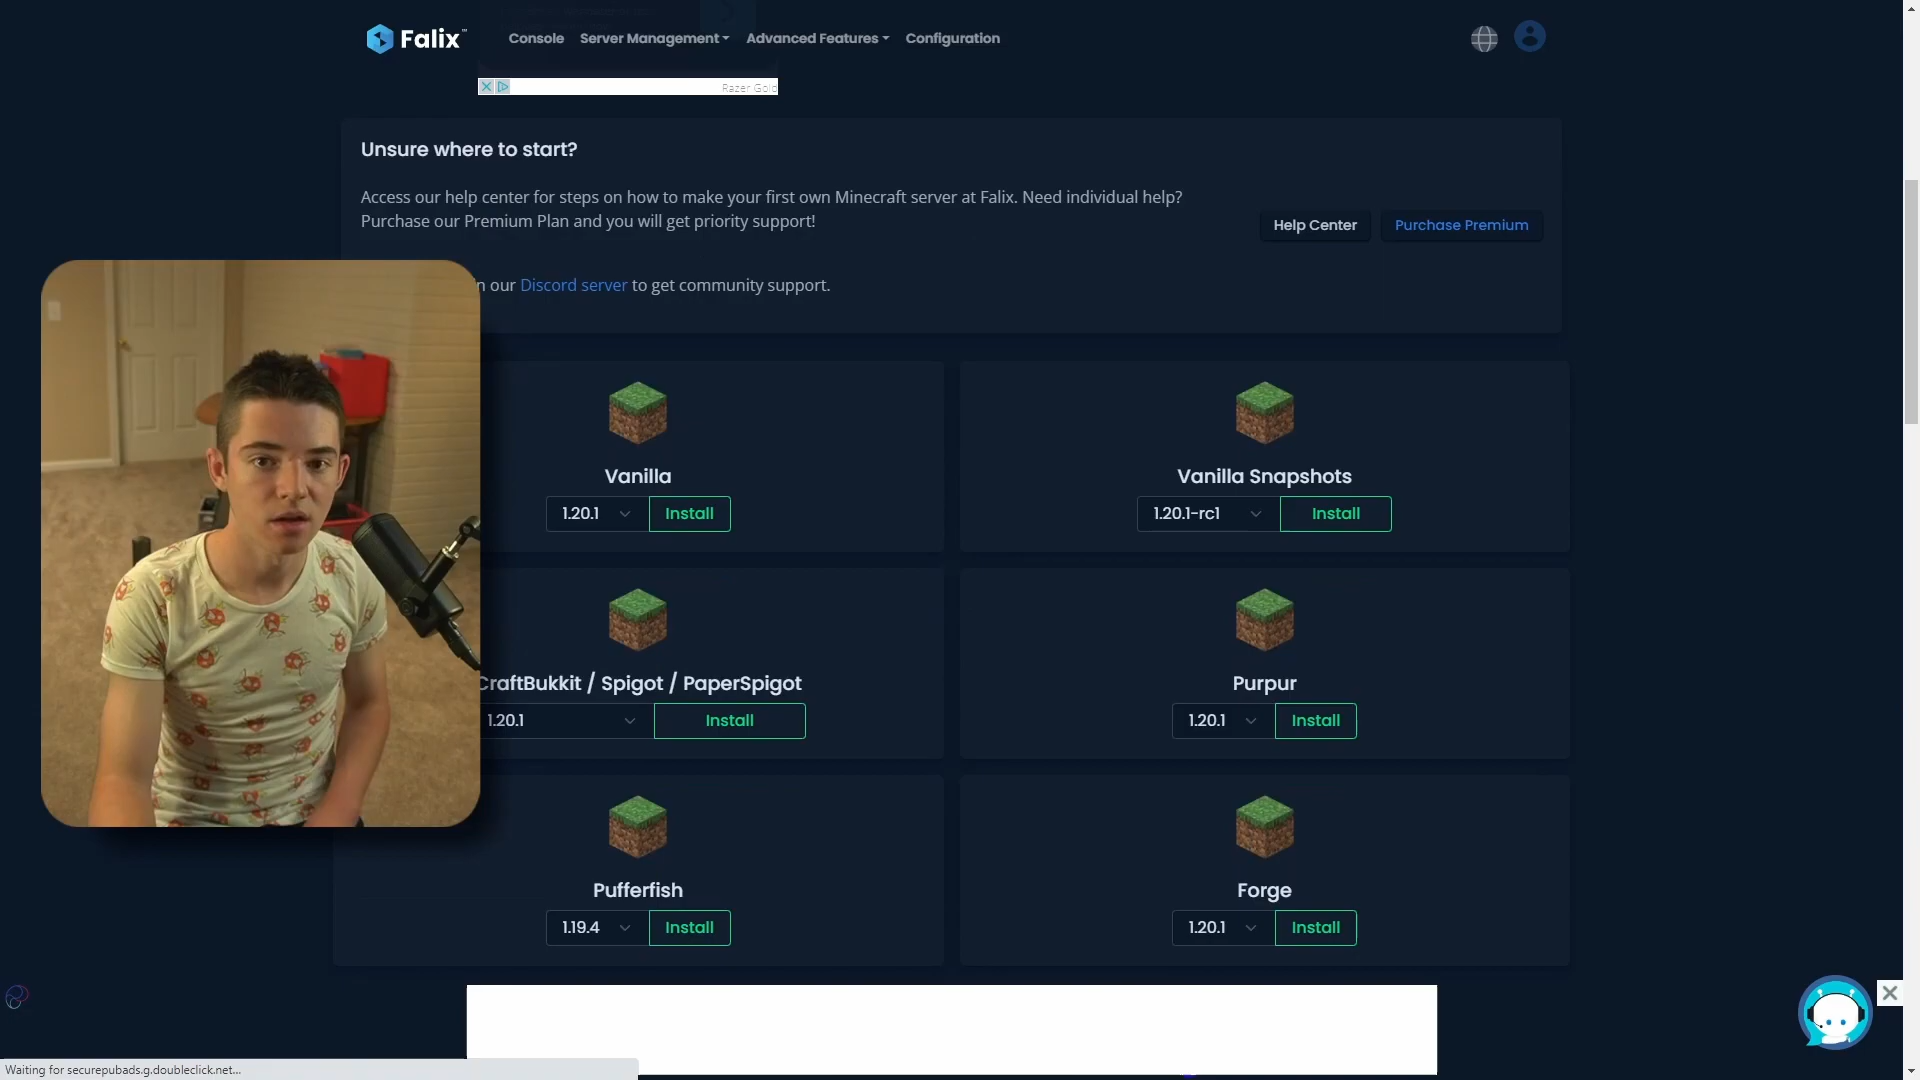 Falix™
Console
Server Management
Advanced Features
Configuration
Razer Gold
Unsure where to start?
Access our help center for steps on how to make your first own Minecraft server at Falix. Need individual help?
Purchase our Premium Plan and you will get priority support!
Help Center
Purchase Premium
n our Discord server to get community support.
Vanilla
1.20.1
Install
Vanilla Snapshots
1.20.1-rc1
Install
CraftBukkit / Spigot / PaperSpigot
1.20.1
Install
Purpur
1.20.1
Install
Pufferfish
1.19.4
Install
Forge
1.20.1
Install
Waiting for securepubads.g.doubleclick.net...